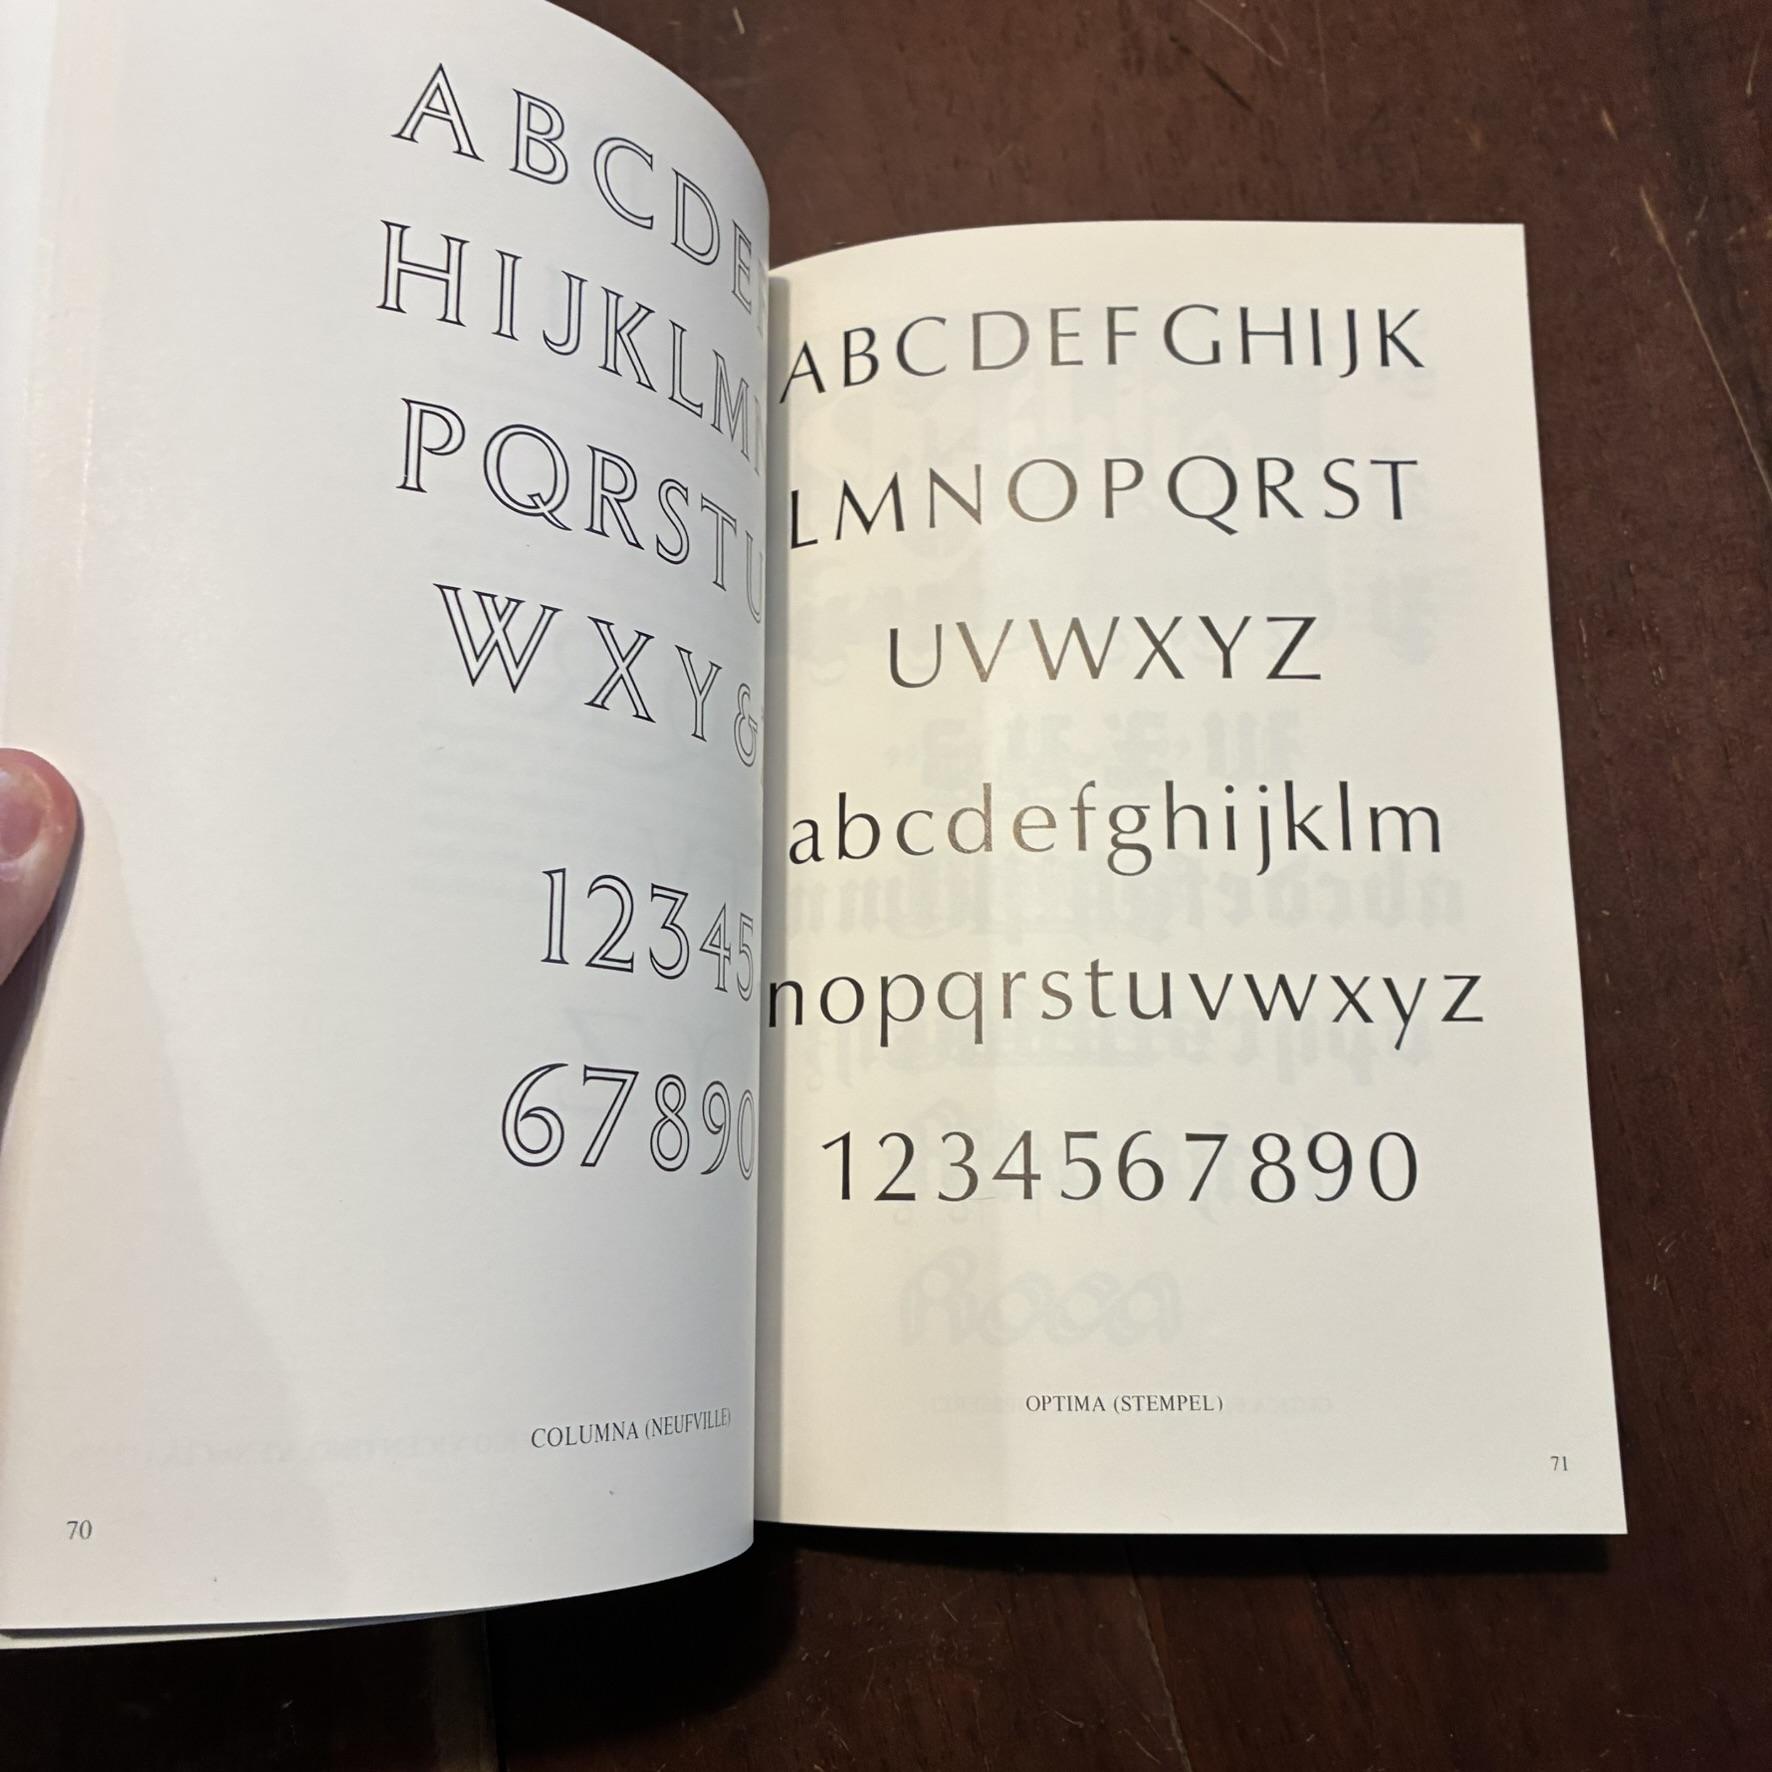 ABCDE
HIJKLM
PQRSTU
WXY&
12345
67890
COLUMNA (NEUFVILLE)
70
ABCDEFGHIJK
LMNOPQRST
UVWXYZ
abcdefghijklm
nopqrstuvwxyz
1234567890
OPTIMA (STEMPEL)
71